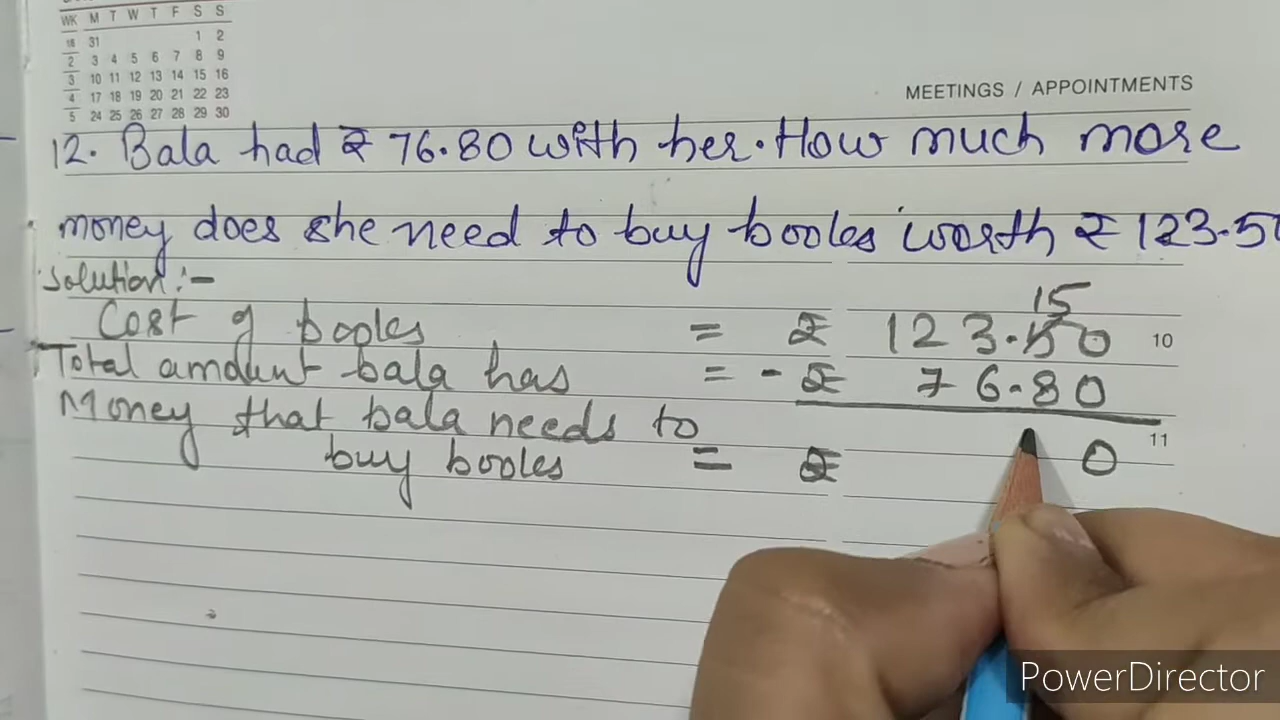 WK M T W T F S S
18 31 1 2
2 3 4 5 6 7 8 9
3 10 11 12 13 14 15 16
4 17 18 19 20 21 22 23
5 24 25 26 27 28 29 30
MEETINGS / APPOINTMENTS
12. Bala had ₹ 76.80 with her. How much more
money does she need to buy books worth ₹ 123.50
Solution :-
15
Cost of books = ₹ 123.50
10
Total amount bala has = - ₹ 76.80
Money that bala needs to
11
buy books = ₹ 0
PowerDirector